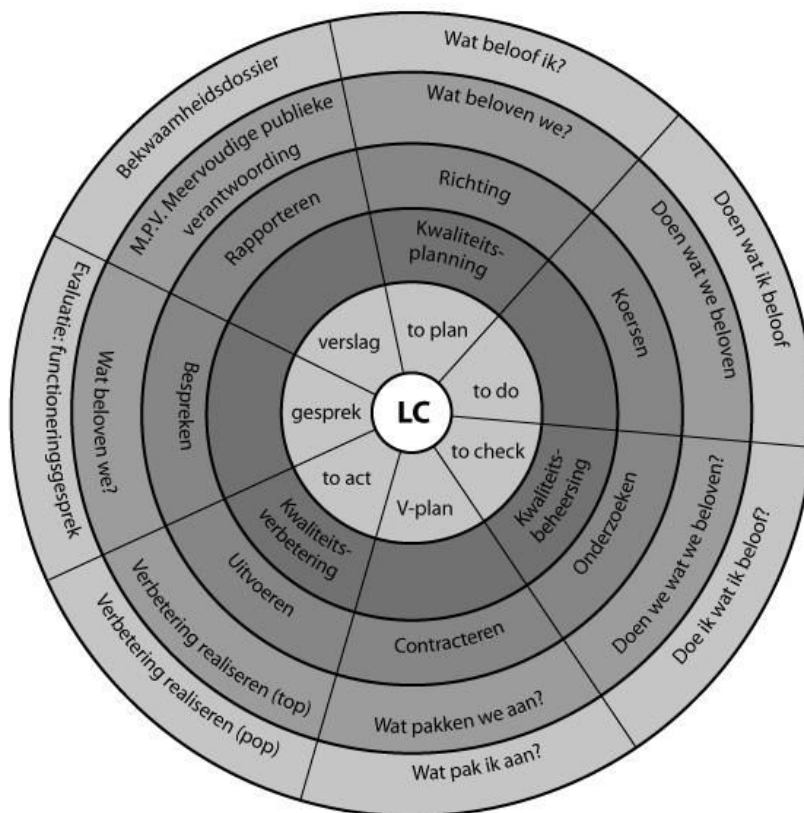 Wat beloof ik?
Doen wat ik beloof
Doe ik wat ik beloof?
Wat pak ik aan?
Verbetering realiseren (pop)
Evaluatie: functioneringsgesprek
Bekwaamheidsdossier
Wat beloven we?
Doen wat we beloven
Doen we wat we beloven?
Wat pakken we aan?
Verbetering realiseren (top)
Wat beloven we?
M.P.V. Meervoudige publieke
verantwoording
Richting
Koersen
Onderzoeken
Contracteren
Uitvoeren
Bespreken
Rapporteren
Kwaliteits-
planning
Kwaliteits-
beheersing
Kwaliteits-
verbetering
to plan
to do
to check
V-plan
to act
gesprek
verslag
LC